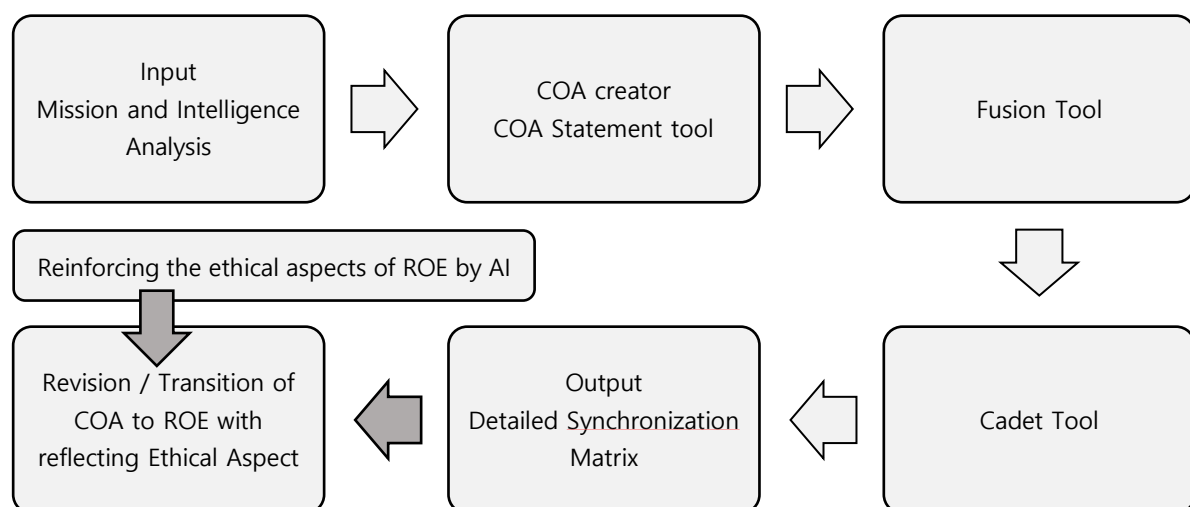 Input
Mission and Intelligence
Analysis
COA creator
COA Statement tool
Fusion Tool
Reinforcing the ethical aspects of ROE by AI
Revision / Transition of
COA to ROE with
reflecting Ethical Aspect
Output
Detailed Synchronization
Matrix
Cadet Tool